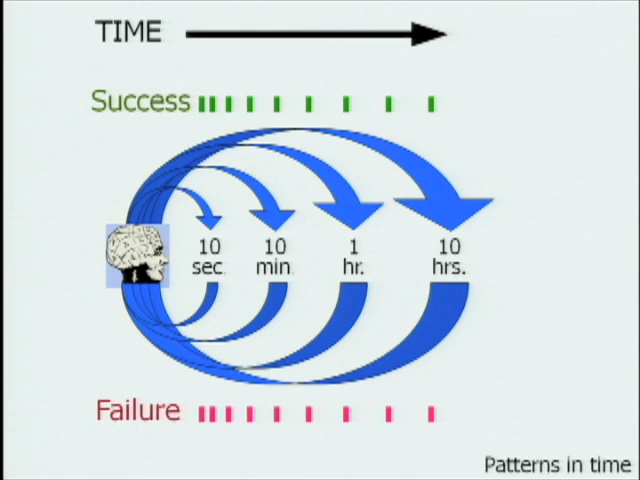 TIME
Success
10 10 1 10
sec. min. hr. hrs.
Failure
Patterns in time